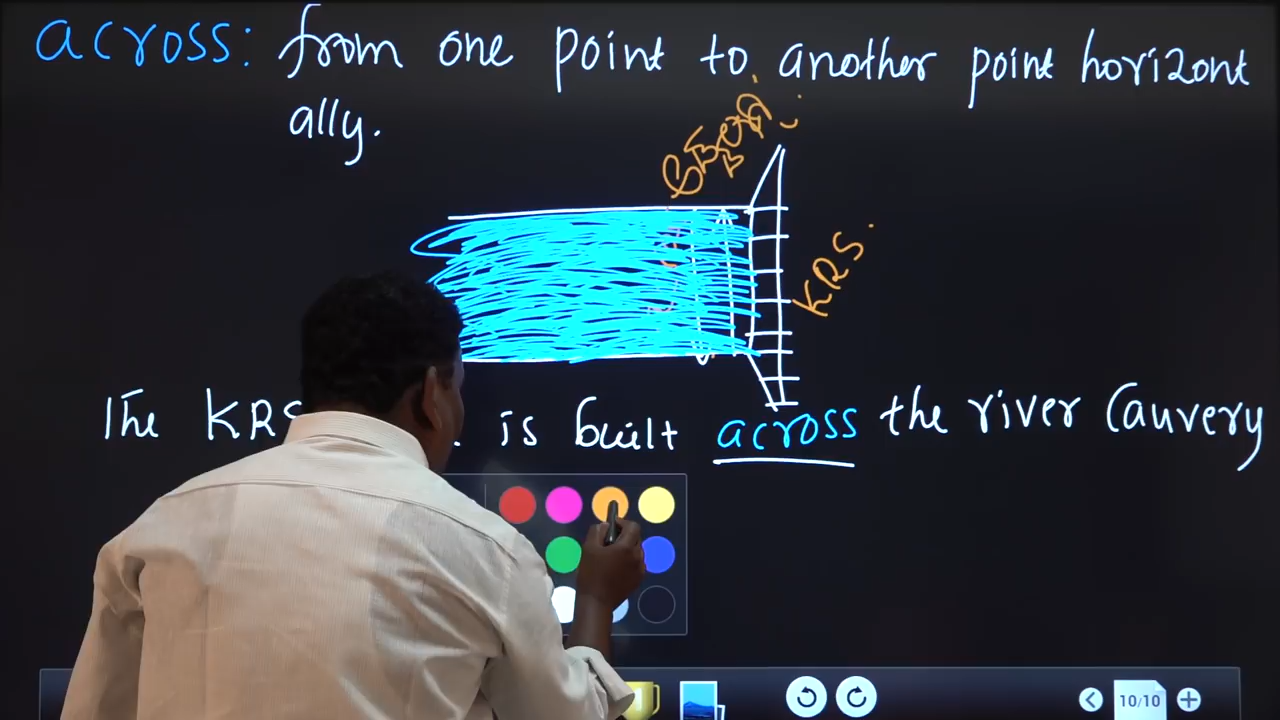 across: from one point to another point horizont
ally.
KRS.
The KRS is built across the river Cauvery
10/10